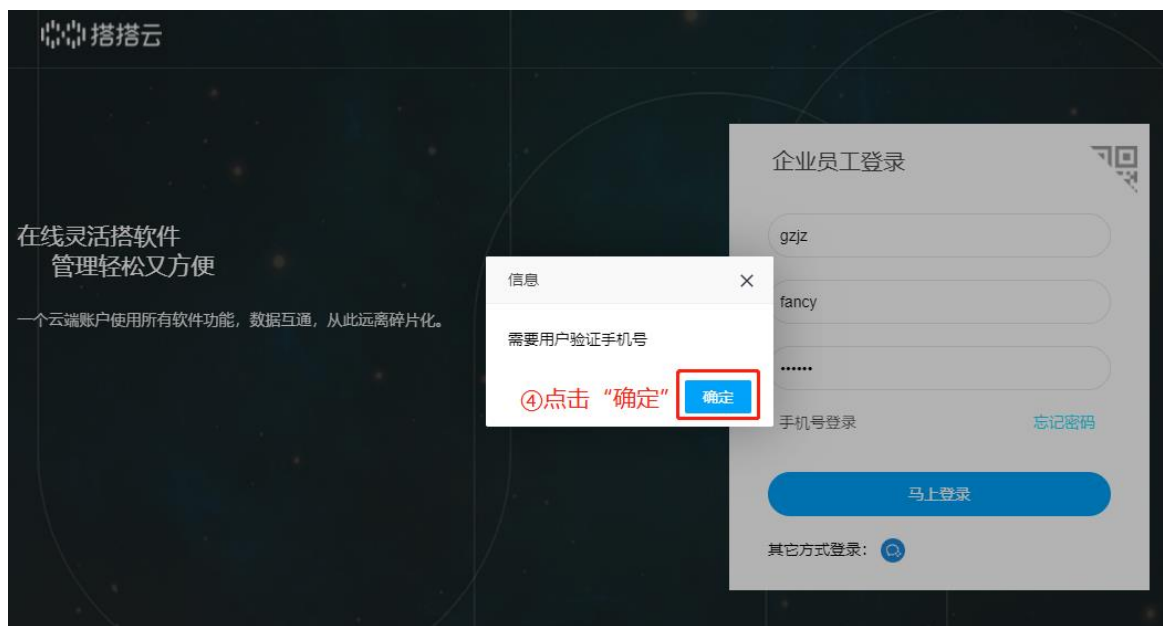 搭搭云
企业员工登录
在线灵活搭软件
管理轻松又方便
一个云端账户使用所有软件功能，数据互通，从此远离碎片化。
gzjz
fancy
••••••
手机号登录
忘记密码
马上登录
其它方式登录：
信息
需要用户验证手机号
④点击“确定”
确定